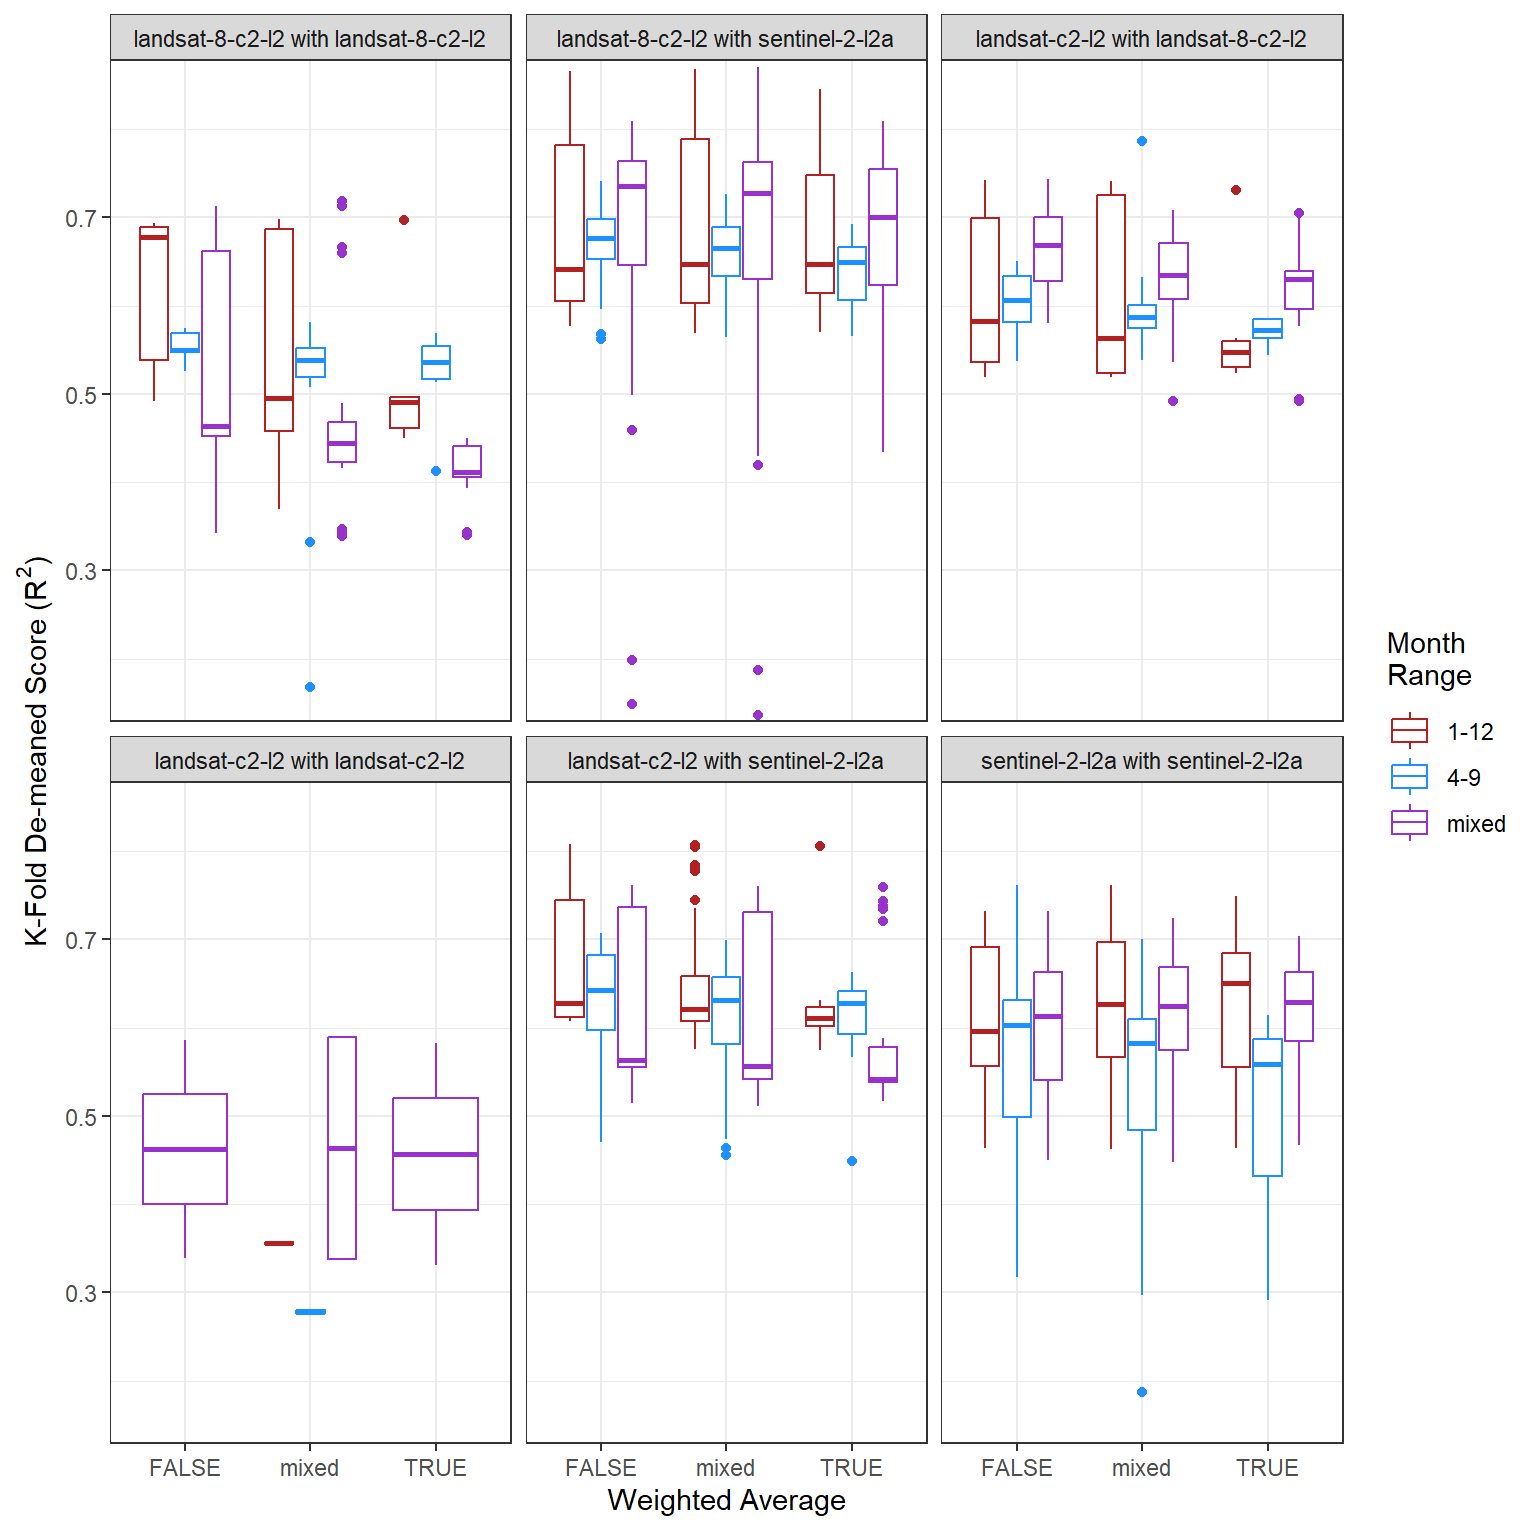 landsat-8-c2-l2 with landsat-8-c2-l2
landsat-8-c2-l2 with sentinel-2-l2a
landsat-c2-l2 with landsat-8-c2-l2
0.7
0.5
0.3
K-Fold De-meaned Score (R²)
landsat-c2-l2 with landsat-c2-l2
landsat-c2-l2 with sentinel-2-l2a
sentinel-2-l2a with sentinel-2-l2a
0.7
0.5
0.3
FALSE mixed TRUE
FALSE mixed TRUE
FALSE mixed TRUE
Weighted Average
Month
Range
1-12
4-9
mixed